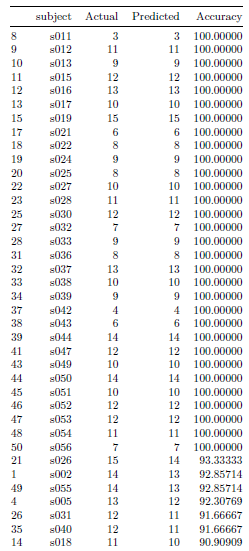 subject Actual Predicted Accuracy
8 s011 3 3 100.00000
9 s012 11 11 100.00000
10 s013 9 9 100.00000
11 s015 12 12 100.00000
12 s016 13 13 100.00000
13 s017 10 10 100.00000
15 s019 15 15 100.00000
17 s021 6 6 100.00000
18 s022 8 8 100.00000
19 s024 9 9 100.00000
20 s025 8 8 100.00000
22 s027 10 10 100.00000
23 s028 11 11 100.00000
25 s030 12 12 100.00000
27 s032 7 7 100.00000
28 s033 9 9 100.00000
31 s036 8 8 100.00000
32 s037 13 13 100.00000
33 s038 10 10 100.00000
34 s039 9 9 100.00000
37 s042 4 4 100.00000
38 s043 6 6 100.00000
39 s044 14 14 100.00000
41 s047 12 12 100.00000
43 s049 10 10 100.00000
44 s050 14 14 100.00000
45 s051 10 10 100.00000
46 s052 12 12 100.00000
47 s053 12 12 100.00000
48 s054 11 11 100.00000
50 s056 7 7 100.00000
21 s026 15 14 93.33333
1 s002 14 13 92.85714
49 s055 14 13 92.85714
4 s005 13 12 92.30769
26 s031 12 11 91.66667
35 s040 12 11 91.66667
14 s018 11 10 90.90909